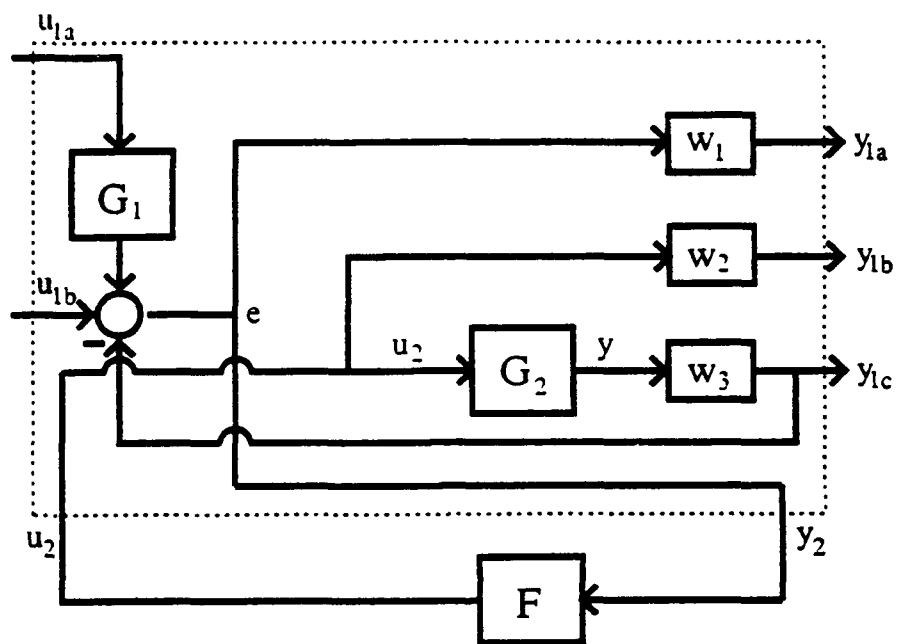 u₁ₐ
w₁
y₁ₐ
G₁
w₂
y₁b
u₁b
e
u₂
G₂
y
w₃
y₁c
u₂
y₂
F